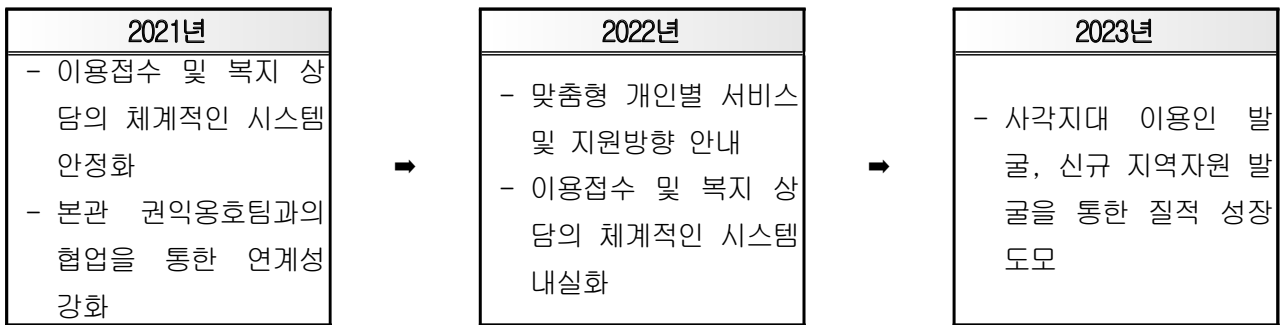 2021년
- 이용접수 및 복지 상
담의 체계적인 시스템
안정화
- 본관 권익옹호팀과의
협업을 통한 연계성
강화
➡
2022년
- 맞춤형 개인별 서비스
및 지원방향 안내
- 이용접수 및 복지 상
담의 체계적인 시스템
내실화
➡
2023년
- 사각지대 이용인 발
굴, 신규 지역자원 발
굴을 통한 질적 성장
도모